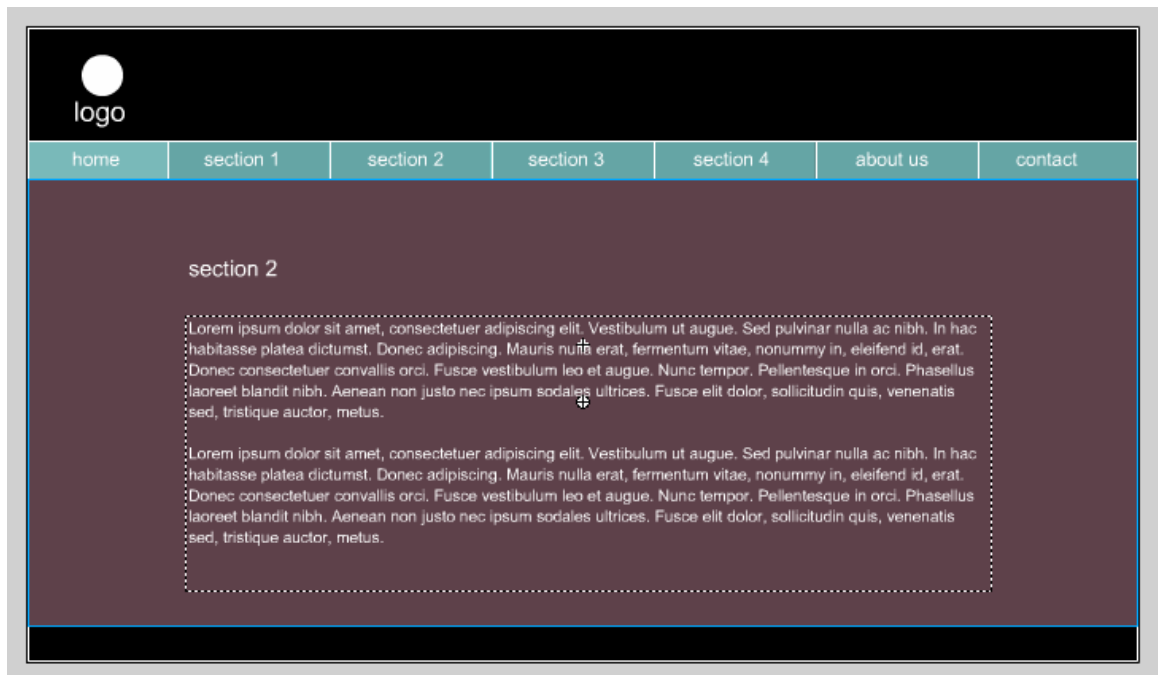 logo
home section 1 section 2 section 3 section 4 about us contact
section 2
Lorem ipsum dolor sit amet, consectetuer adipiscing elit. Vestibulum ut augue. Sed pulvinar nulla ac nibh. In hac
habitasse platea dictumst. Donec adipiscing. Mauris nulla erat, fermentum vitae, nonummy in, eleifend id, erat.
Donec consectetuer convallis orci. Fusce vestibulum leo et augue. Nunc tempor. Pellentesque in orci. Phasellus
laoreet blandit nibh. Aenean non justo nec ipsum sodales ultrices. Fusce elit dolor, sollicitudin quis, venenatis
sed, tristique auctor, metus.
Lorem ipsum dolor sit amet, consectetuer adipiscing elit. Vestibulum ut augue. Sed pulvinar nulla ac nibh. In hac
habitasse platea dictumst. Donec adipiscing. Mauris nulla erat, fermentum vitae, nonummy in, eleifend id, erat.
Donec consectetuer convallis orci. Fusce vestibulum leo et augue. Nunc tempor. Pellentesque in orci. Phasellus
laoreet blandit nibh. Aenean non justo nec ipsum sodales ultrices. Fusce elit dolor, sollicitudin quis, venenatis
sed, tristique auctor, metus.